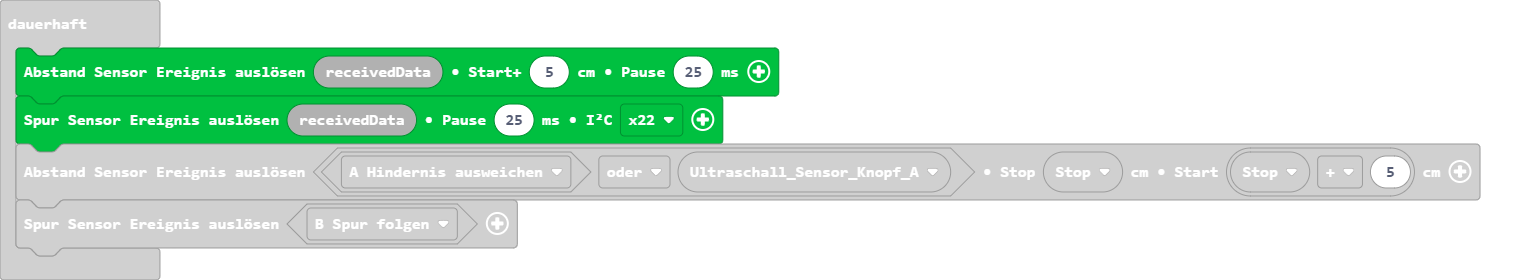 dauerhaft
Abstand Sensor Ereignis auslösen receivedData • Start+ 5 cm • Pause 25 ms
Spur Sensor Ereignis auslösen receivedData • Pause 25 ms • I²C x22
Abstand Sensor Ereignis auslösen A Hindernis ausweichen oder Ultraschall_Sensor_Knopf_A • Stop Stop cm • Start Stop + 5 cm
Spur Sensor Ereignis auslösen B Spur folgen